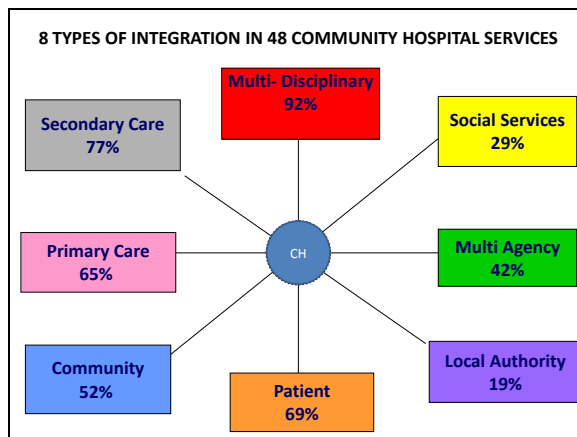 8 TYPES OF INTEGRATION IN 48 COMMUNITY HOSPITAL SERVICES
Multi- Disciplinary
92%
Secondary Care
77%
Social Services
29%
CH
Primary Care
65%
Multi Agency
42%
Community
52%
Patient
69%
Local Authority
19%